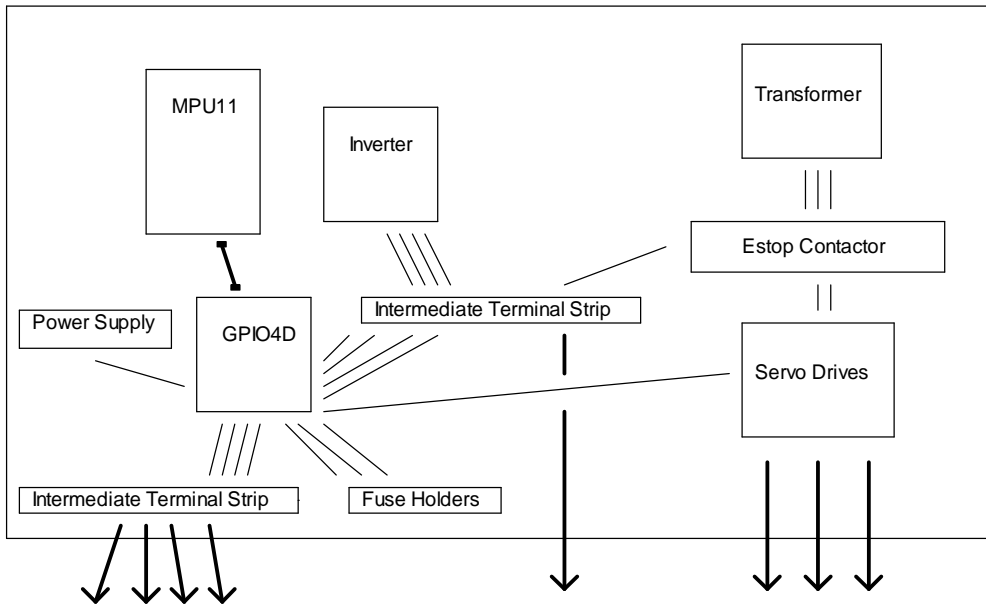 MPU11
Transformer
Inverter
Estop Contactor
Intermediate Terminal Strip
Power Supply
GPIO4D
Servo Drives
Intermediate Terminal Strip
Fuse Holders